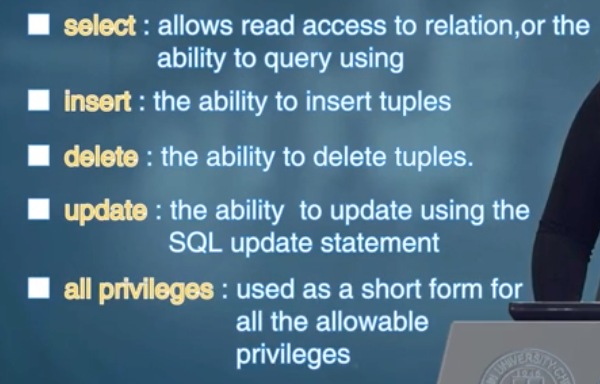 select : allows read access to relation,or the
ability to query using
insert : the ability to insert tuples
delete : the ability to delete tuples.
update : the ability to update using the
SQL update statement
all privileges : used as a short form for
all the allowable
privileges